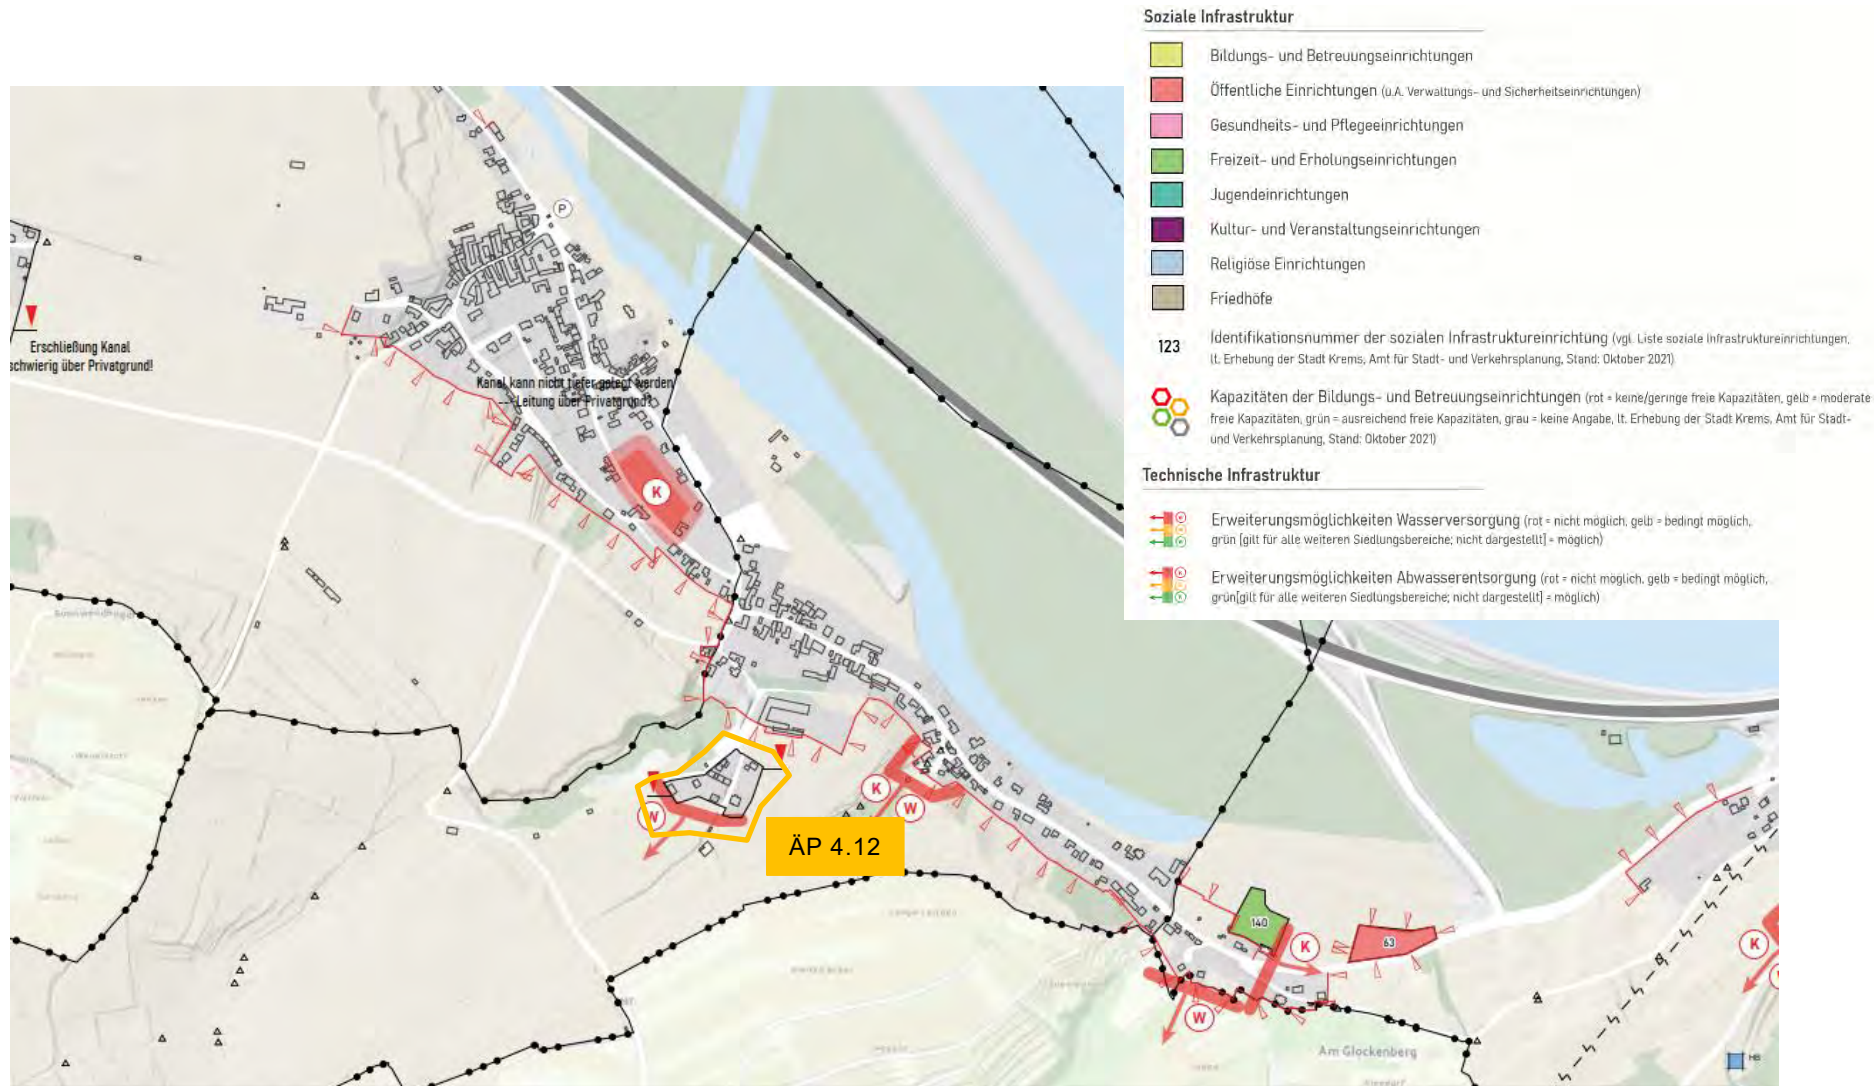 Soziale Infrastruktur
Bildungs- und Betreuungseinrichtungen
Öffentliche Einrichtungen (u.A. Verwaltungs- und Sicherheitseinrichtungen)
Gesundheits- und Pflegeeinrichtungen
Freizeit- und Erholungseinrichtungen
Jugendeinrichtungen
Kultur- und Veranstaltungseinrichtungen
Religiöse Einrichtungen
Friedhöfe
123 Identifikationsnummer der sozialen Infrastruktureinrichtung (vgl. Liste soziale Infrastruktureinrichtungen,
lt. Erhebung der Stadt Krems, Amt für Stadt- und Verkehrsplanung, Stand: Oktober 2021)
Kapazitäten der Bildungs- und Betreuungseinrichtungen (rot = keine/geringe freie Kapazitäten, gelb = moderate
freie Kapazitäten, grün = ausreichend freie Kapazitäten, grau = keine Angabe, lt. Erhebung der Stadt Krems, Amt für Stadt-
und Verkehrsplanung, Stand: Oktober 2021)
Technische Infrastruktur
Erweiterungsmöglichkeiten Wasserversorgung (rot = nicht möglich, gelb = bedingt möglich,
grün [gilt für alle weiteren Siedlungsbereiche; nicht dargestellt] = möglich)
Erweiterungsmöglichkeiten Abwasserentsorgung (rot = nicht möglich, gelb = bedingt möglich,
grün[gilt für alle weiteren Siedlungsbereiche; nicht dargestellt] = möglich)
P
Erschließung Kanal
schwierig über Privatgrund!
Kanal kann nicht tiefer gelegt werden
--- Leitung über Privatgrund?
K
K
W
W
ÄP 4.12
140
63
K
K
W
Am Glockenberg
HB